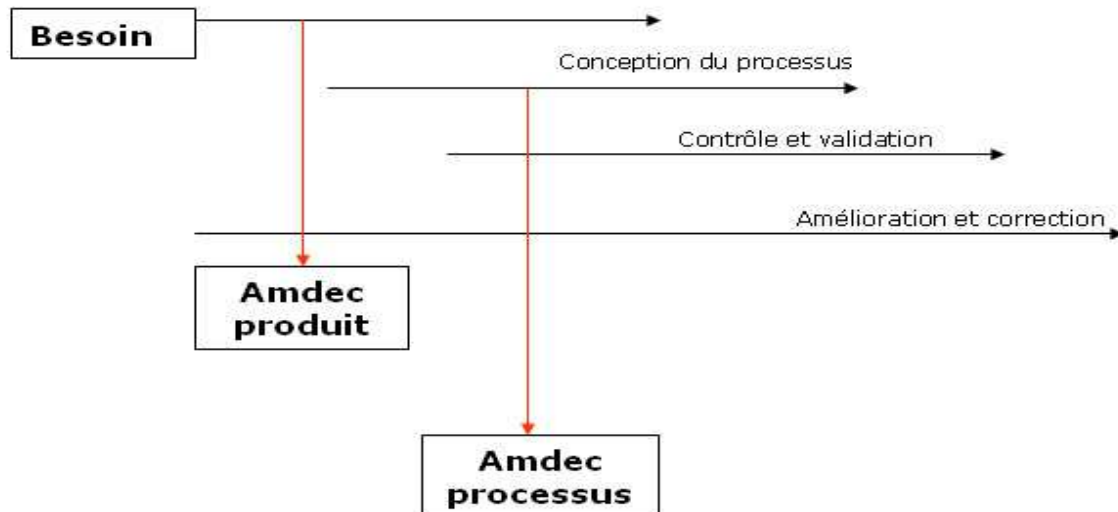 Besoin
Conception du processus
Contrôle et validation
Amélioration et correction
Amdec
produit
Amdec
processus